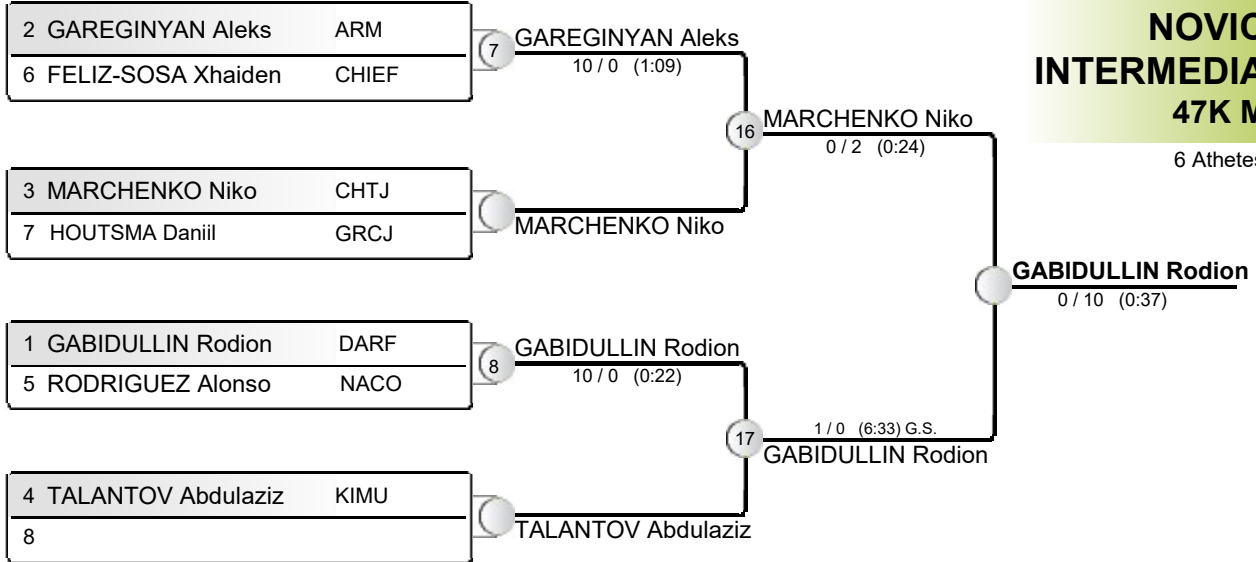 2 GAREGINYAN Aleks ARM
6 FELIZ-SOSA Xhaiden CHIEF
7 GAREGINYAN Aleks
10 / 0 (1:09)
3 MARCHENKO Niko CHTJ
7 HOUTSMA Daniil GRCJ
MARCHENKO Niko
16 MARCHENKO Niko
0 / 2 (0:24)
1 GABIDULLIN Rodion DARF
5 RODRIGUEZ Alonso NACO
8 GABIDULLIN Rodion
10 / 0 (0:22)
4 TALANTOV Abdulaziz KIMU
8
TALANTOV Abdulaziz
17 1 / 0 (6:33) G.S.
GABIDULLIN Rodion
GABIDULLIN Rodion
0 / 10 (0:37)
NOVIC
INTERMEDIA
47K M
6 Athetes